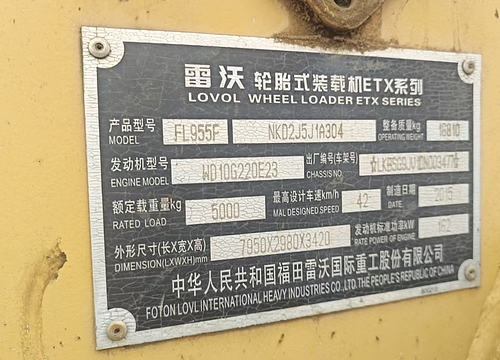 雷沃 轮胎式装载机ETX系列
LOVOL WHEEL LOADER ETX SERIES
产品型号 FL955F NKD2J5J1A304 整备质量kg 16810
MODEL OPERATING WEIGHT
发动机型号 WD10G220E23 出厂编号(车架号)
ENGINE MODEL CHASSIS NO.
额定载重量kg 5000 最高设计车速km/h 42 制造日期 2015
RATED LOAD MAL DESIGNED SPEED DATE
外形尺寸(长X宽X高) 7950X2980X3420 发动机标准功率kW 162
DIMENSION(LXWXH)mm RATE POWER OF ENGINE
中华人民共和国福田雷沃国际重工股份有限公司
FOTON LOVL INTERNATIONAL HEAVY INDUSTRIES CO.,LTD.THE PEOPLE'S REPUBLIC OF CHINA